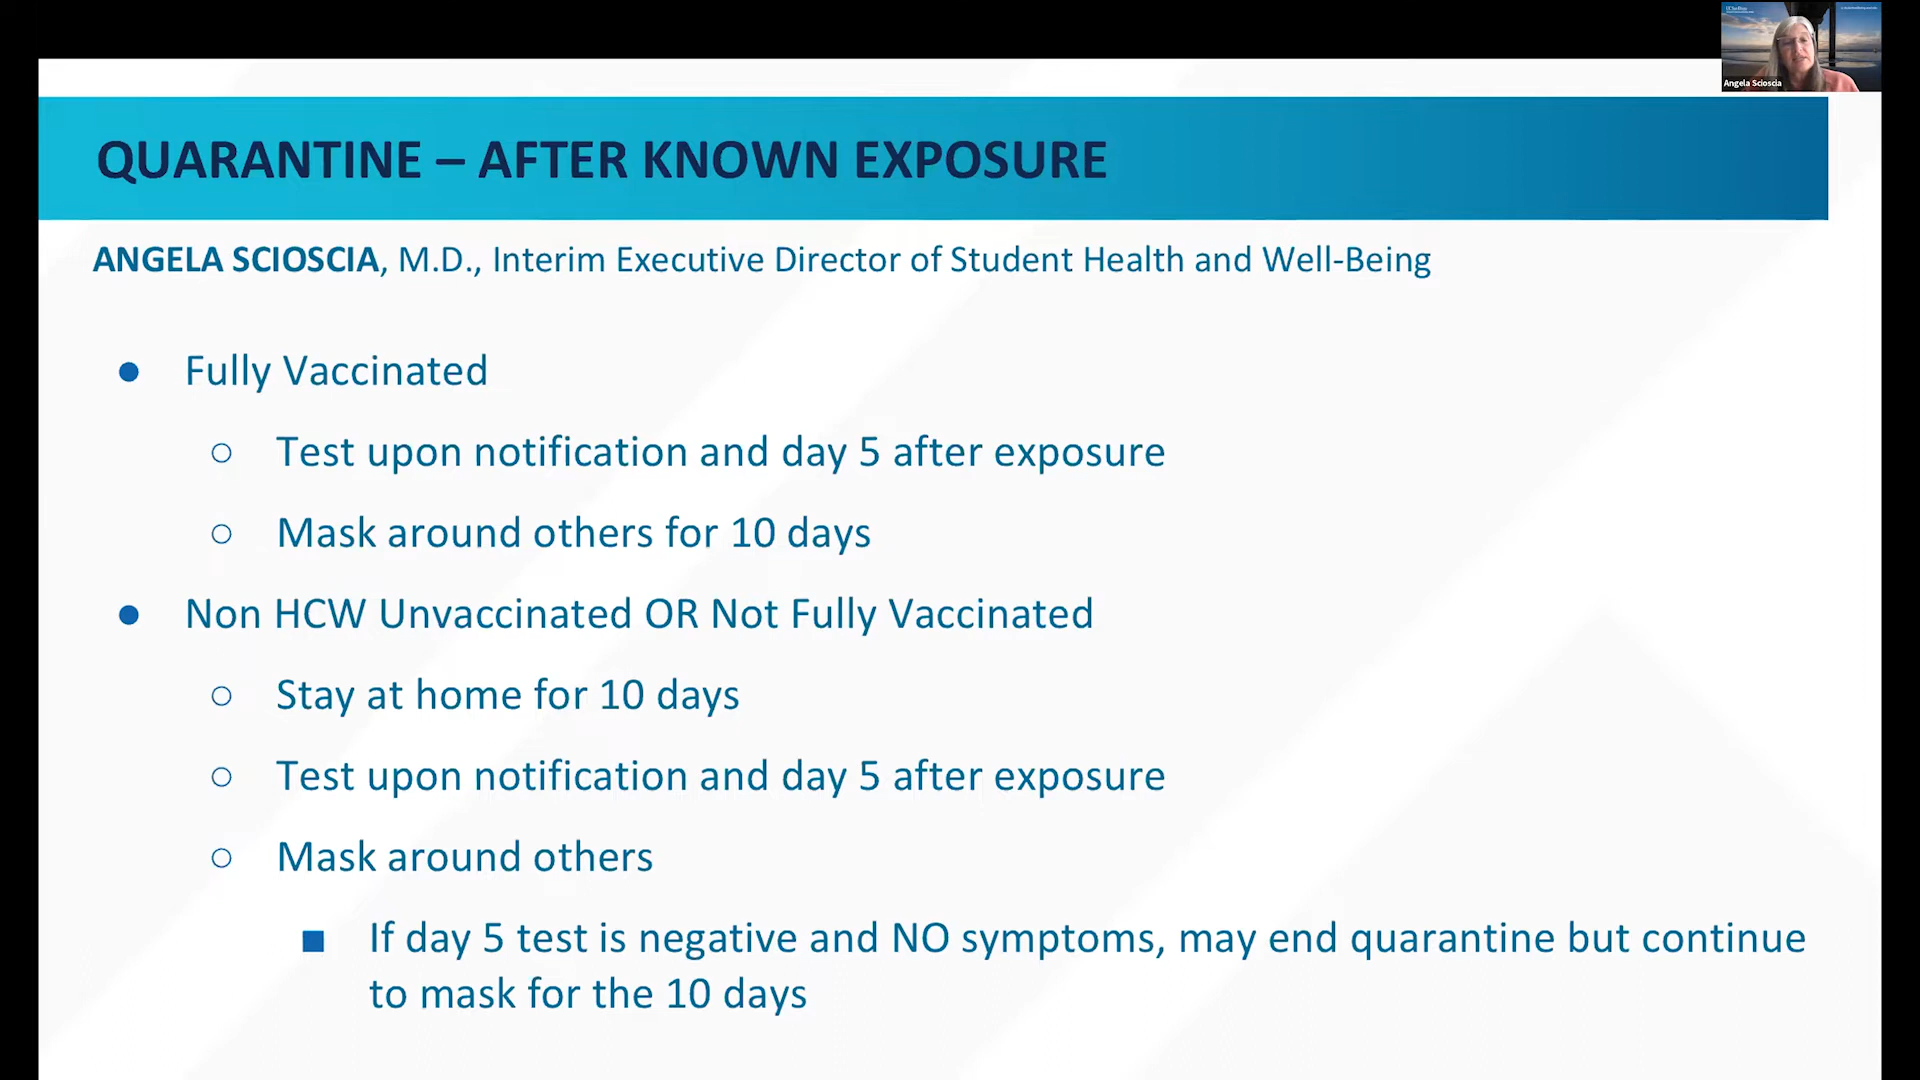 Angela Scioscia
QUARANTINE – AFTER KNOWN EXPOSURE
ANGELA SCIOSCIA, M.D., Interim Executive Director of Student Health and Well-Being
● Fully Vaccinated
○ Test upon notification and day 5 after exposure
○ Mask around others for 10 days
● Non HCW Unvaccinated OR Not Fully Vaccinated
○ Stay at home for 10 days
○ Test upon notification and day 5 after exposure
○ Mask around others
■ If day 5 test is negative and NO symptoms, may end quarantine but continue
to mask for the 10 days